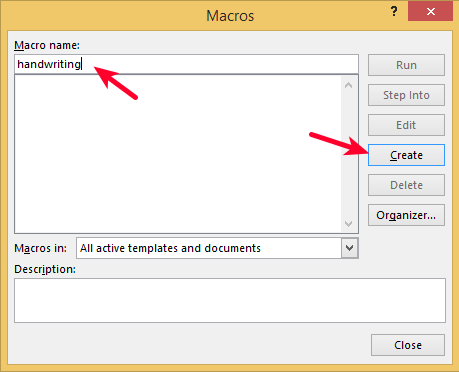 Macros
?
Macro name:
handwriting
Run
Step Into
Edit
Create
Delete
Organizer...
Macros in:
All active templates and documents
Description:
Close